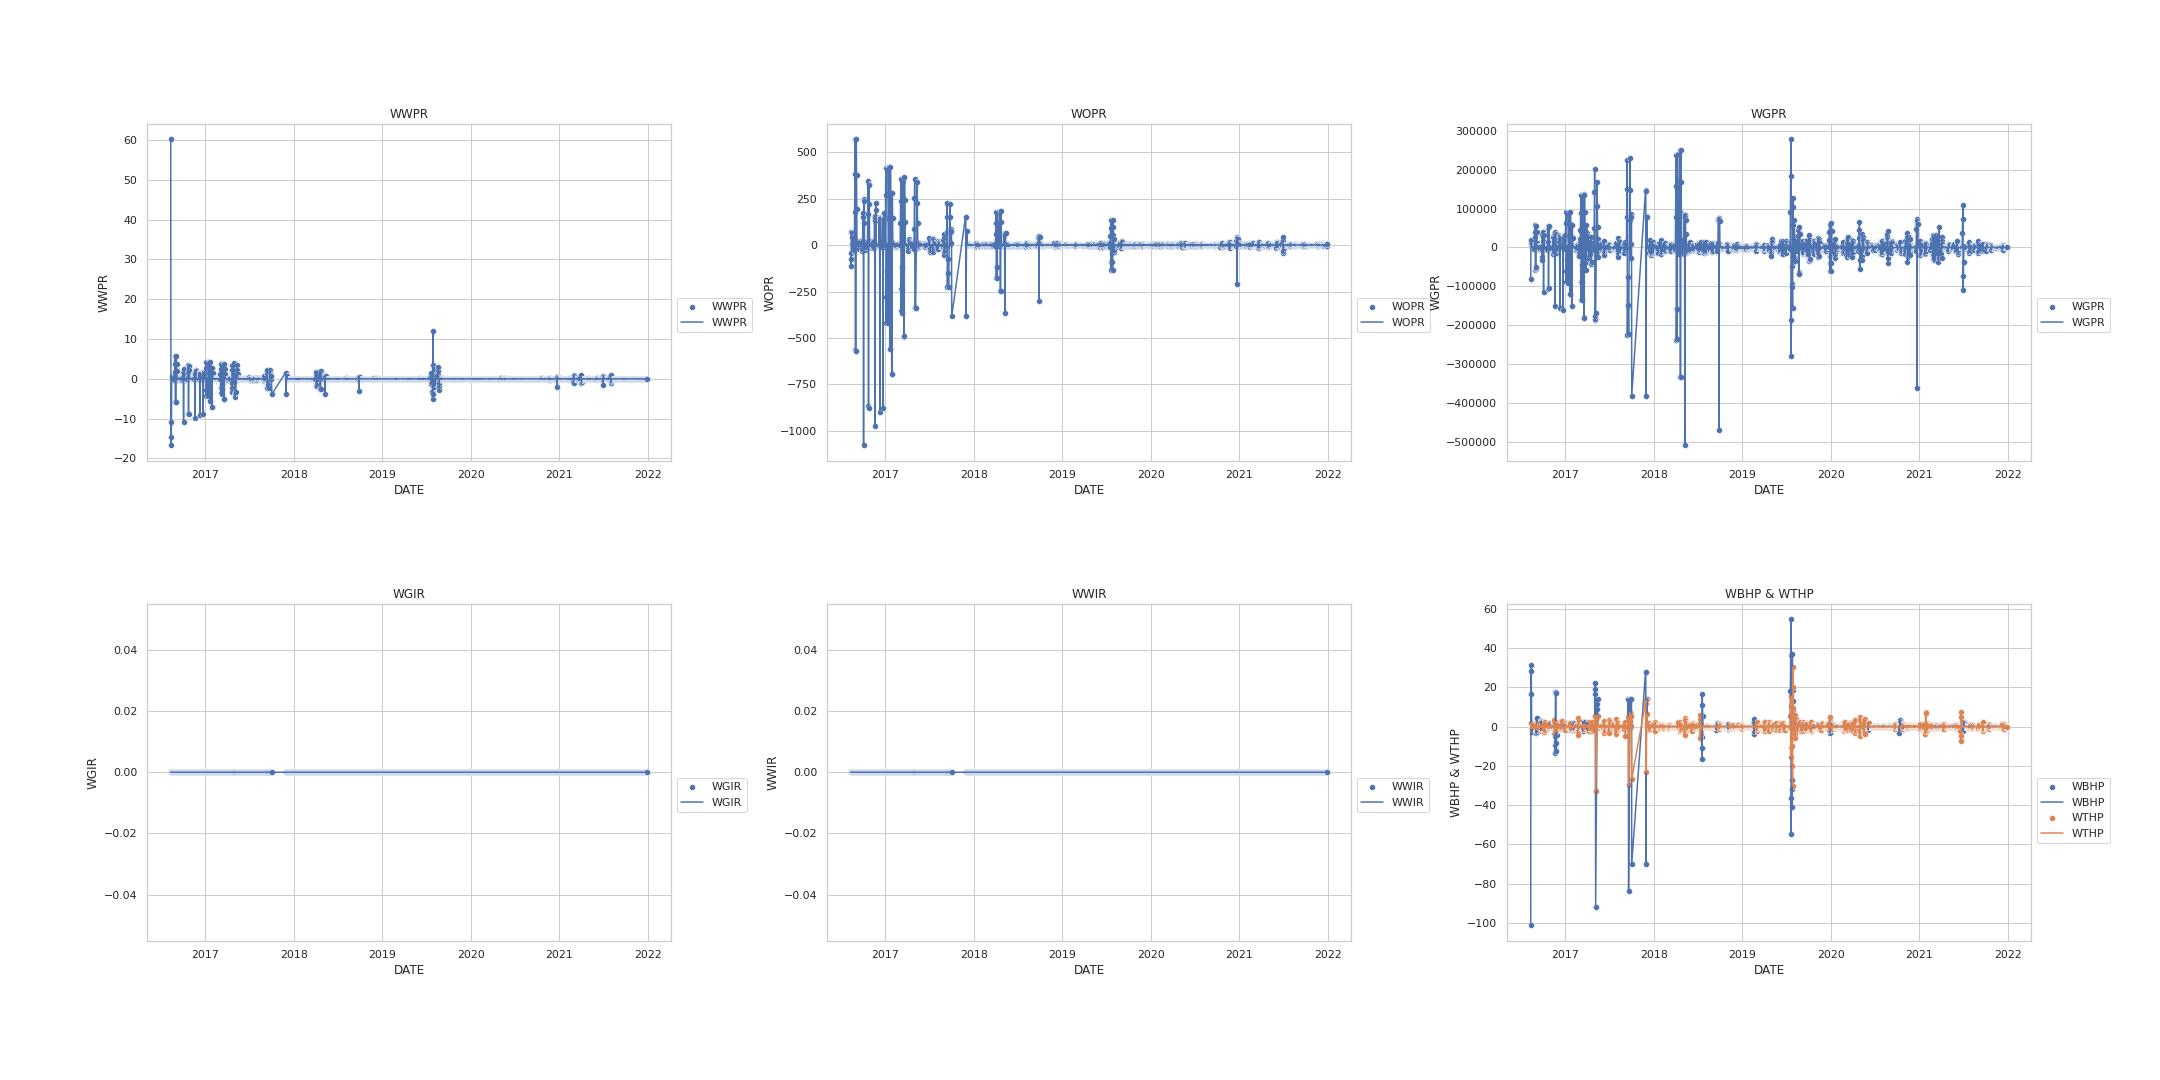 WWPR
60
50
40
30
20
10
0
−10
−20
WWPR
2017 2018 2019 2020 2021 2022
DATE
WWPR
WWPR
WOPR
500
250
0
−250
−500
−750
−1000
WOPR
2017 2018 2019 2020 2021 2022
DATE
WOPR
WOPR
WGPR
300000
200000
100000
0
−100000
−200000
−300000
−400000
−500000
WGPR
2017 2018 2019 2020 2021 2022
DATE
WGPR
WGPR
WGIR
0.04
0.02
0.00
−0.02
−0.04
WGIR
2017 2018 2019 2020 2021 2022
DATE
WGIR
WGIR
WWIR
0.04
0.02
0.00
−0.02
−0.04
WWIR
2017 2018 2019 2020 2021 2022
DATE
WWIR
WWIR
WBHP & WTHP
60
40
20
0
−20
−40
−60
−80
−100
WBHP & WTHP
2017 2018 2019 2020 2021 2022
DATE
WBHP
WBHP
WTHP
WTHP